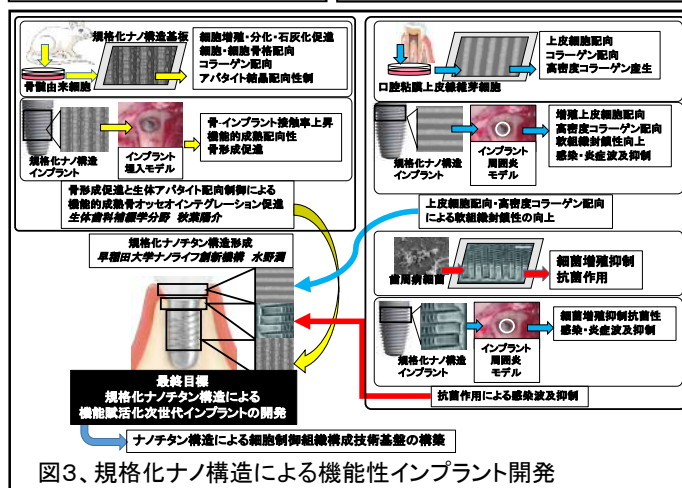 規格化ナノ構造基板
細胞増殖・分化・石灰化促進
細胞・細胞骨格配向
コラーゲン配向
アパタイト結晶配向性制
骨髄由来細胞
規格化ナノ構造
インプラント
インプラント
埋入モデル
骨-インプラント接触率上昇
機能的成熟配向性
骨形成促進
骨形成促進と生体アパタイト配向制御による
機能的成熟骨オッセオインテグレーション促進
生体歯科補綴学分野 秋葉陽介
規格化ナノチタン構造形成
早稲田大学ナノライフ創新機構 水野潤
最終目標
規格化ナノチタン構造による
機能賦活化次世代インプラントの開発
ナノチタン構造による細胞制御組織構成技術基盤の構築
上皮細胞配向
コラーゲン配向
高密度コラーゲン産生
口腔粘膜上皮線維芽細胞
規格化ナノ構造
インプラント
インプラント
周囲炎
モデル
増殖上皮細胞配向
高密度コラーゲン配向
軟組織封鎖性向上
感染・炎症波及抑制
上皮細胞配向・高密度コラーゲン配向
による軟組織封鎖性の向上
歯周病細菌
細菌増殖抑制
抗菌作用
規格化ナノ構造
インプラント
インプラント
周囲炎
モデル
細菌増殖抑制抗菌性
感染・炎症波及抑制
抗菌作用による感染波及抑制
図3、規格化ナノ構造による機能性インプラント開発